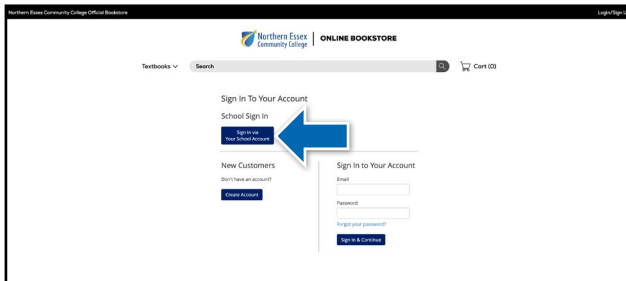 Northern Essex Community College Official Bookstore
Login/Sign U
Northern Essex
Community College
ONLINE BOOKSTORE
Textbooks
Search
Cart (0)
Sign In To Your Account
School Sign In
Sign In via
Your School Account
New Customers
Don't have an account?
Create Account
Sign In to Your Account
Email
Password
Forgot your password?
Sign In & Continue